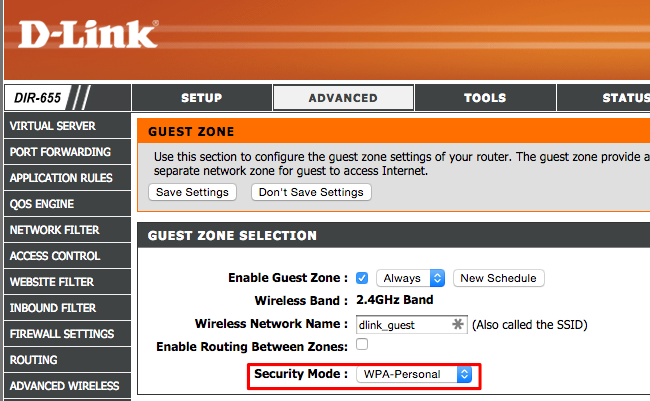 D-Link
DIR-655
SETUP
ADVANCED
TOOLS
STATUS
VIRTUAL SERVER
PORT FORWARDING
APPLICATION RULES
QOS ENGINE
NETWORK FILTER
ACCESS CONTROL
WEBSITE FILTER
INBOUND FILTER
FIREWALL SETTINGS
ROUTING
ADVANCED WIRELESS
GUEST ZONE
Use this section to configure the guest zone settings of your router. The guest zone provide a
separate network zone for guest to access Internet.
Save Settings Don't Save Settings
GUEST ZONE SELECTION
Enable Guest Zone : Always New Schedule
Wireless Band : 2.4GHz Band
Wireless Network Name : dlink_guest (Also called the SSID)
Enable Routing Between Zones:
Security Mode : WPA-Personal